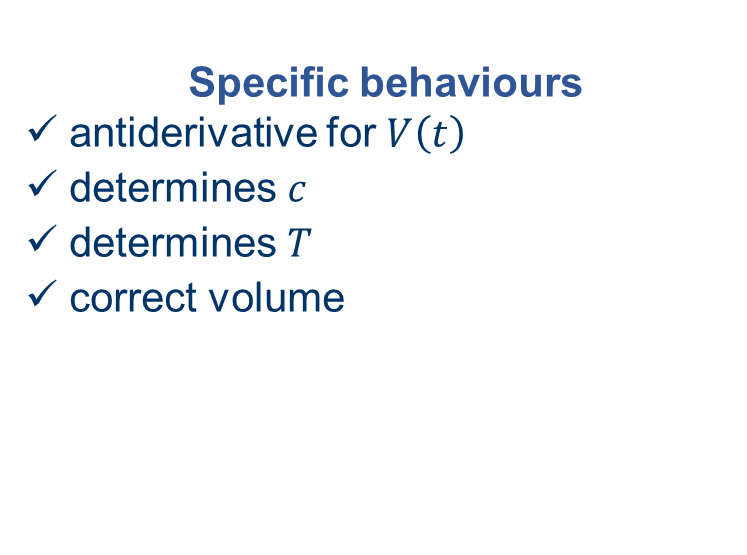 Specific behaviours
✓ antiderivative for V(t)
✓ determines c
✓ determines T
✓ correct volume